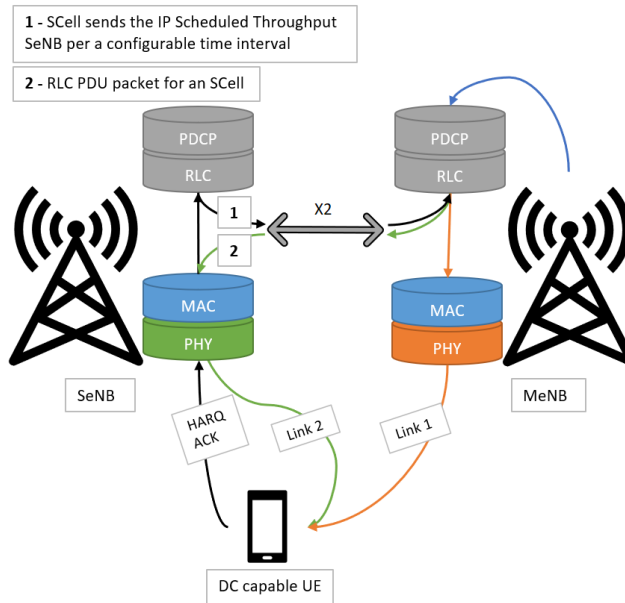 1 - SCell sends the IP Scheduled Throughput
SeNB per a configurable time interval
2 - RLC PDU packet for an SCell
PDCP
RLC
PDCP
RLC
1
X2
2
MAC
PHY
MAC
PHY
SeNB
MeNB
HARQ
ACK
Link 2
Link 1
DC capable UE